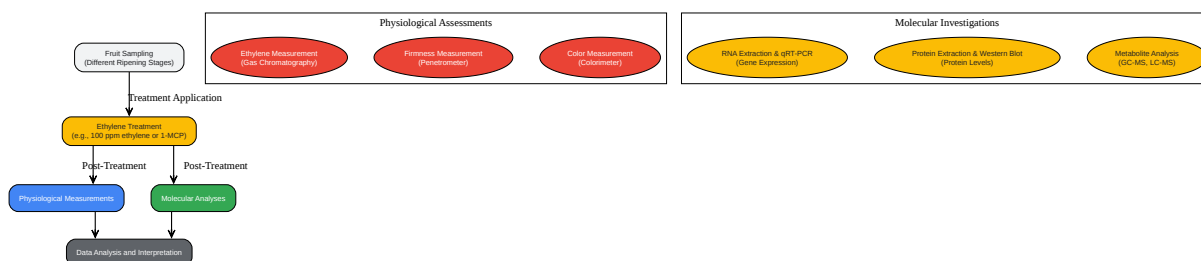 Physiological Assessments
Molecular Investigations
Fruit Sampling
(Different Ripening Stages)
Ethylene Measurement
(Gas Chromatography)
Firmness Measurement
(Penetrometer)
Color Measurement
(Colorimeter)
RNA Extraction & qRT-PCR
(Gene Expression)
Protein Extraction & Western Blot
(Protein Levels)
Metabolite Analysis
(GC-MS, LC-MS)
Treatment Application
Ethylene Treatment
(e.g., 100 ppm ethylene or 1-MCP)
Post-Treatment
Post-Treatment
Physiological Measurements
Molecular Analyses
Data Analysis and Interpretation